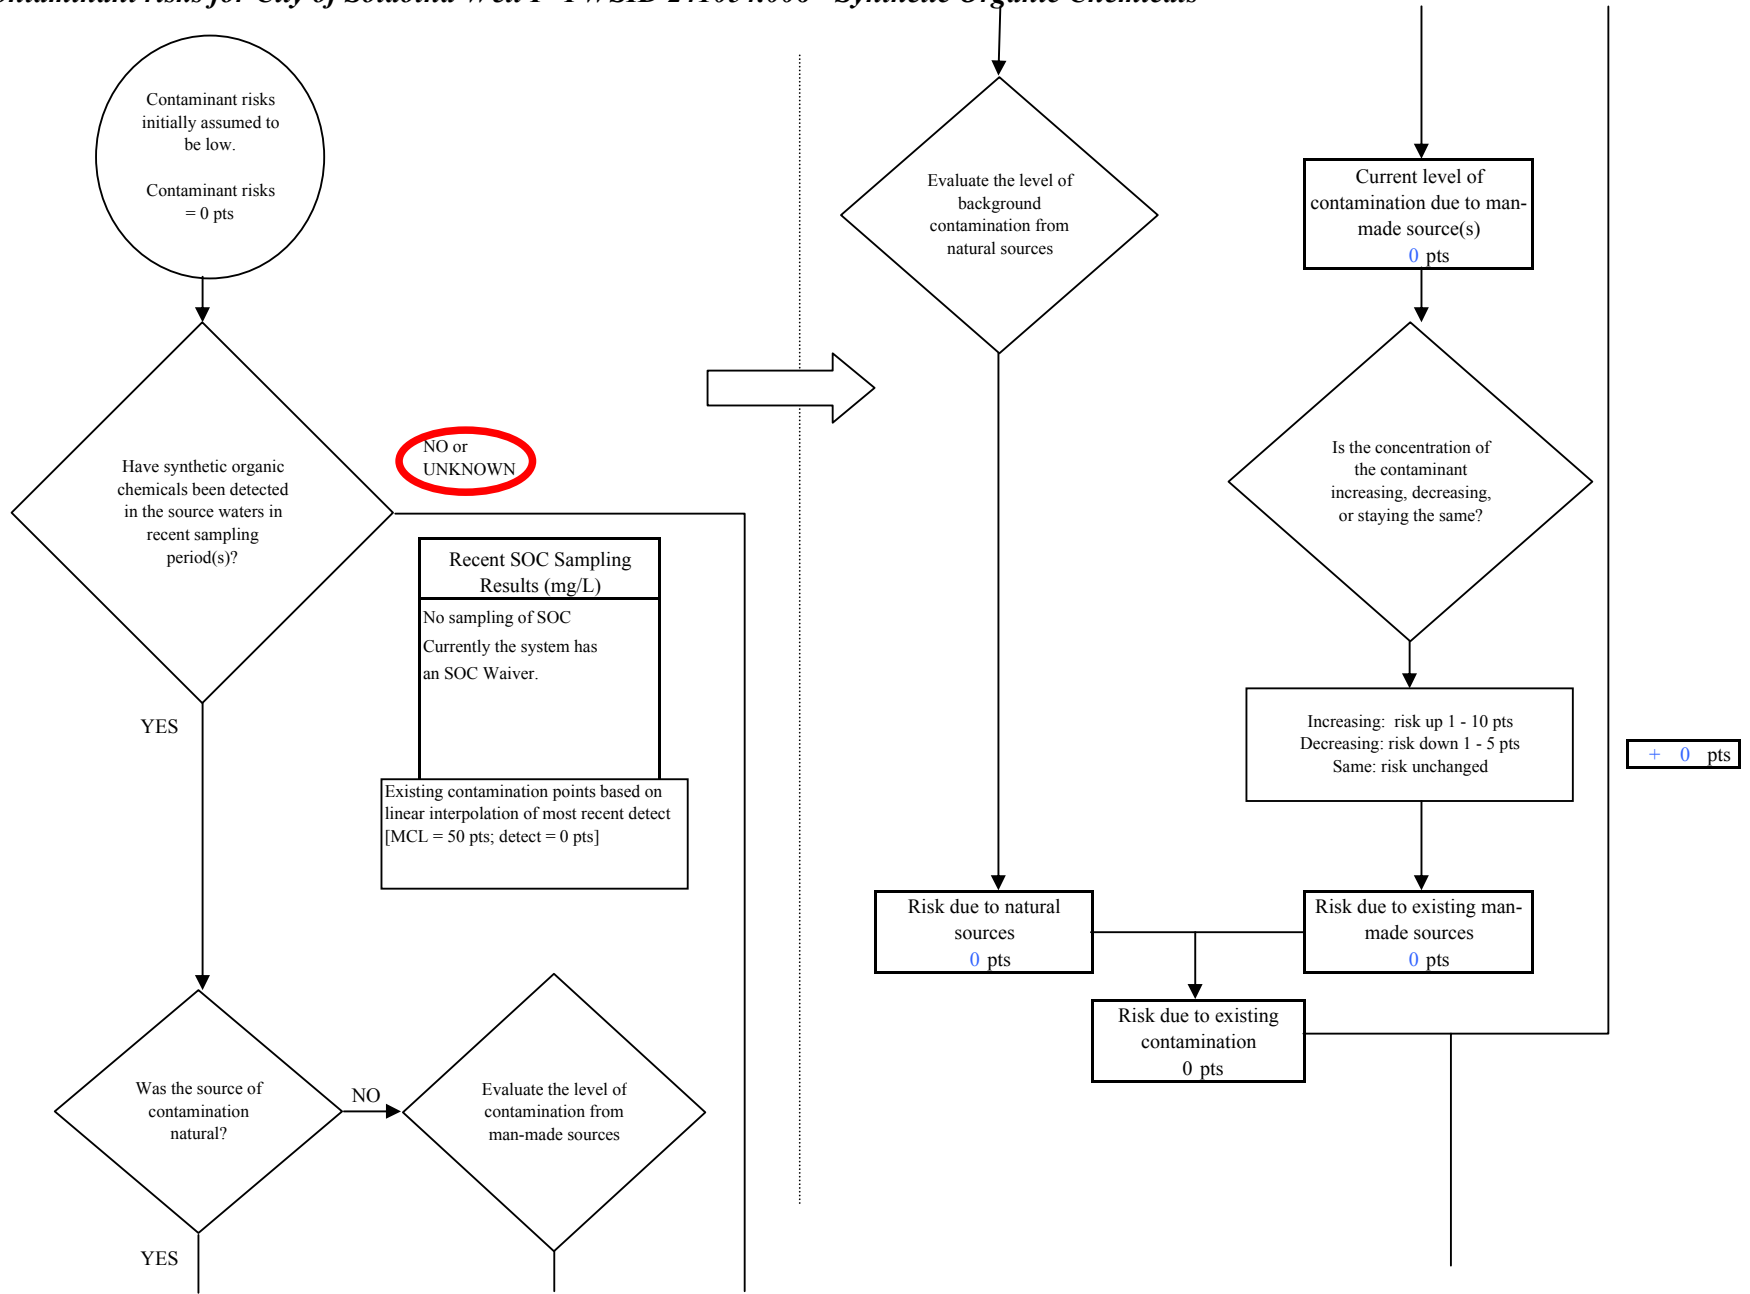 Contaminant risks
initially assumed to
be low.
Contaminant risks
= 0 pts
Have synthetic organic
chemicals been detected
in the source waters in
recent sampling
period(s)?
NO or
UNKNOWN
Recent SOC Sampling
Results (mg/L)
No sampling of SOC
Currently the system has
an SOC Waiver.
Existing contamination points based on
linear interpolation of most recent detect
[MCL = 50 pts; detect = 0 pts]
YES
Was the source of
contamination
natural?
NO
Evaluate the level of
contamination from
man-made sources
YES
Evaluate the level of
background
contamination from
natural sources
Current level of
contamination due to man-
made source(s)
0 pts
Is the concentration of
the contaminant
increasing, decreasing,
or staying the same?
Increasing: risk up 1 - 10 pts
Decreasing: risk down 1 - 5 pts
Same: risk unchanged
+ 0 pts
Risk due to natural
sources
0 pts
Risk due to existing man-
made sources
0 pts
Risk due to existing
contamination
0 pts